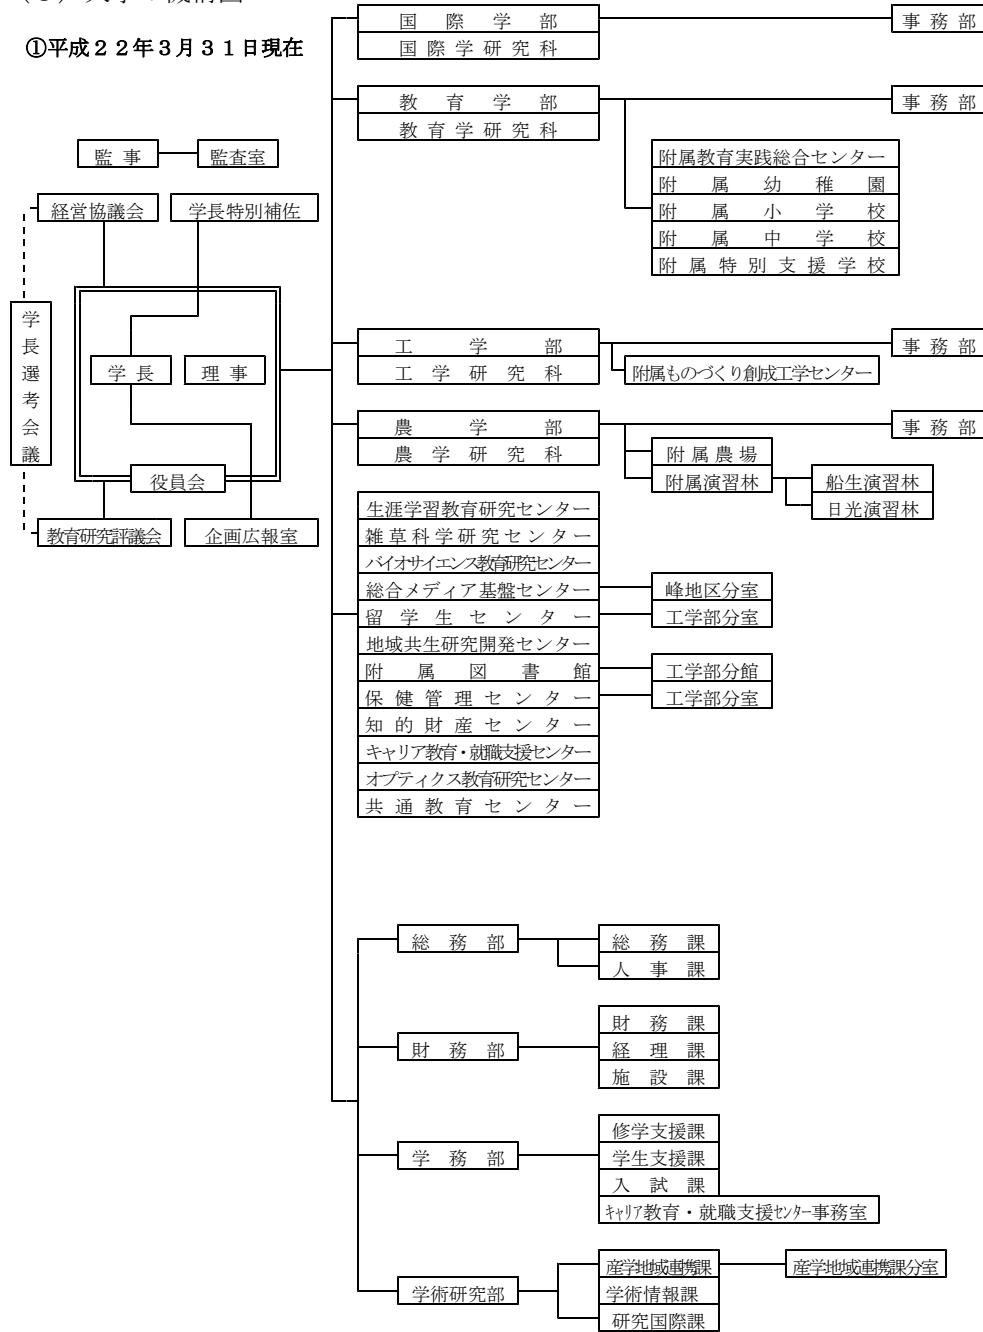 ①平成２２年３月３１日現在
監事
監査室
経営協議会
学長特別補佐
学長選考会議
学長
理事
役員会
教育研究評議会
企画広報室
国際学部
事務部
国際学研究科
教育学部
事務部
教育学研究科
附属教育実践総合センター
附属幼稚園
附属小学校
附属中学校
附属特別支援学校
工学部
事務部
工学研究科
附属ものづくり創成工学センター
農学部
事務部
農学研究科
附属農場
附属演習林
船生演習林
日光演習林
生涯学習教育研究センター
雑草科学研究センター
バイオサイエンス教育研究センター
総合メディア基盤センター
峰地区分室
留学生センター
工学部分室
地域共生研究開発センター
附属図書館
工学部分館
保健管理センター
工学部分室
知的財産センター
キャリア教育・就職支援センター
オプティクス教育研究センター
共通教育センター
総務部
総務課
人事課
財務部
財務課
経理課
施設課
学務部
修学支援課
学生支援課
入試課
ｷｬﾘｱ教育・就職支援ｾﾝﾀｰ事務室
学術研究部
産学地域連携課
産学地域連携課分室
学術情報課
研究国際課